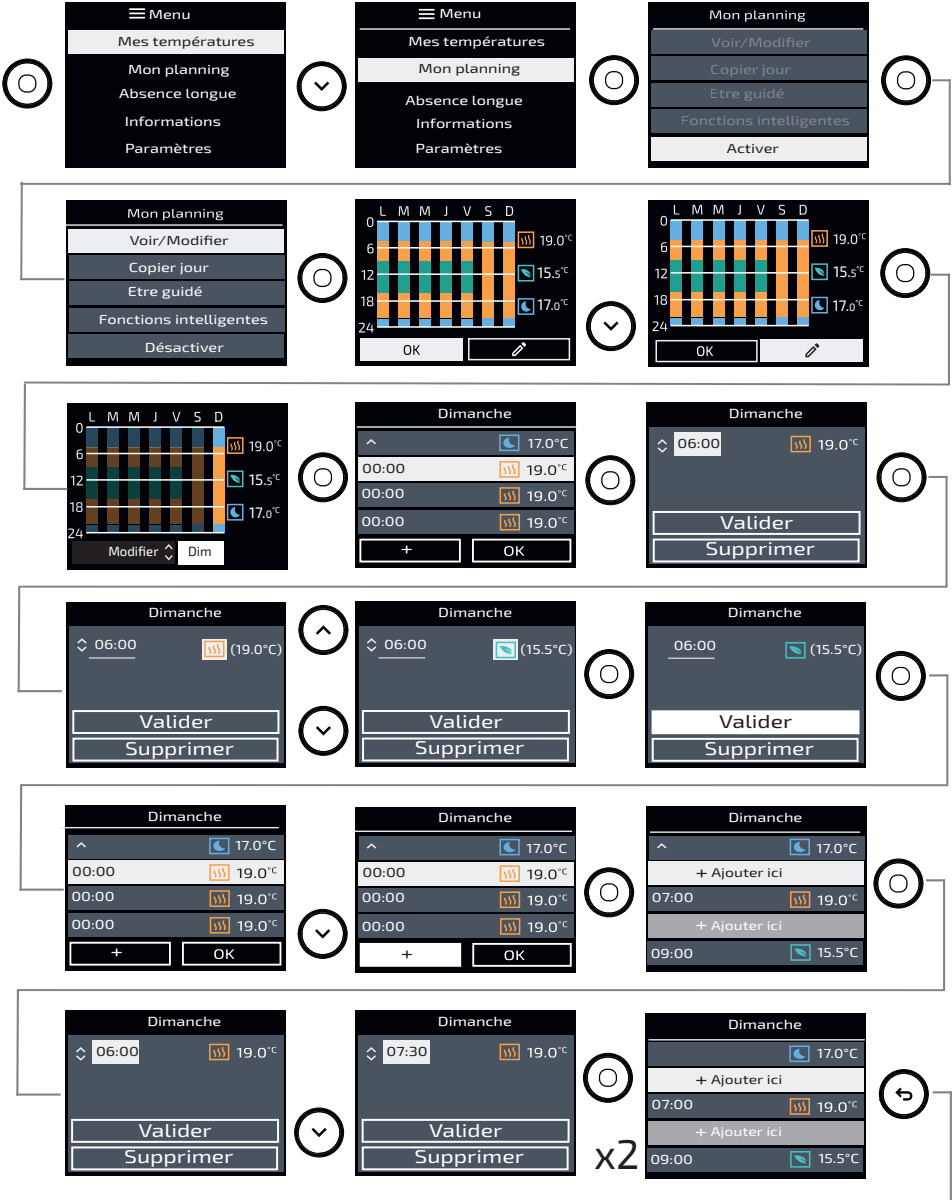 Menu
Mes températures
Mon planning
Absence longue
Informations
Paramètres
Menu
Mes températures
Mon planning
Absence longue
Informations
Paramètres
Mon planning
Voir/Modifier
Copier jour
Etre guidé
Fonctions intelligentes
Activer
Mon planning
Voir/Modifier
Copier jour
Etre guidé
Fonctions intelligentes
Désactiver
L M M J V S D
0
6
12
18
24
19.0°C
15.5°C
17.0°C
OK
L M M J V S D
0
6
12
18
24
19.0°C
15.5°C
17.0°C
OK
L M M J V S D
0
6
12
18
24
19.0°C
15.5°C
17.0°C
Modifier Dim
Dimanche
17.0°C
00:00 19.0°C
00:00 19.0°C
00:00 19.0°C
+ OK
Dimanche
06:00 19.0°C
Valider
Supprimer
Dimanche
06:00 (19.0°C)
Valider
Supprimer
Dimanche
06:00 (15.5°C)
Valider
Supprimer
Dimanche
06:00 (15.5°C)
Valider
Supprimer
Dimanche
17.0°C
00:00 19.0°C
00:00 19.0°C
00:00 19.0°C
+ OK
Dimanche
17.0°C
00:00 19.0°C
00:00 19.0°C
00:00 19.0°C
+ OK
Dimanche
17.0°C
+ Ajouter ici
07:00 19.0°C
+ Ajouter ici
09:00 15.5°C
Dimanche
06:00 19.0°C
Valider
Supprimer
Dimanche
07:30 19.0°C
Valider
Supprimer
x2
Dimanche
17.0°C
+ Ajouter ici
07:00 19.0°C
+ Ajouter ici
09:00 15.5°C